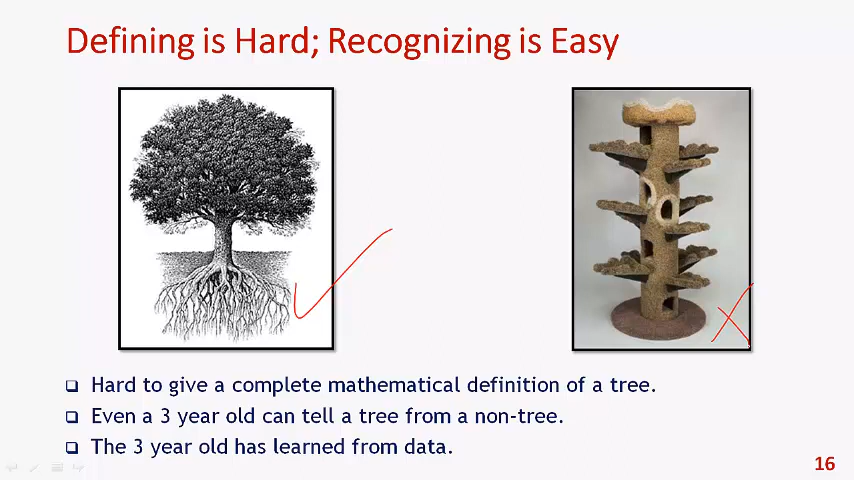 Defining is Hard; Recognizing is Easy
❑ Hard to give a complete mathematical definition of a tree.
❑ Even a 3 year old can tell a tree from a non-tree.
❑ The 3 year old has learned from data.
16